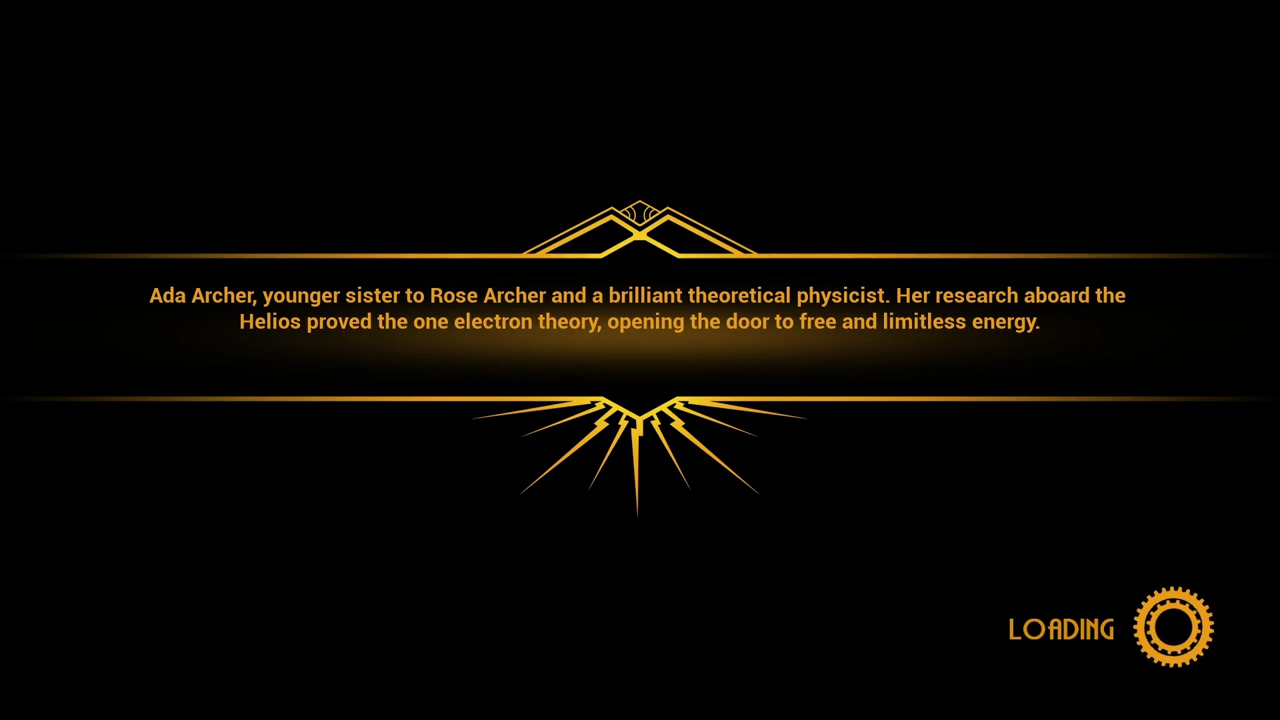 Ada Archer, younger sister to Rose Archer and a brilliant theoretical physicist. Her research aboard the
Helios proved the one electron theory, opening the door to free and limitless energy.
LOADING